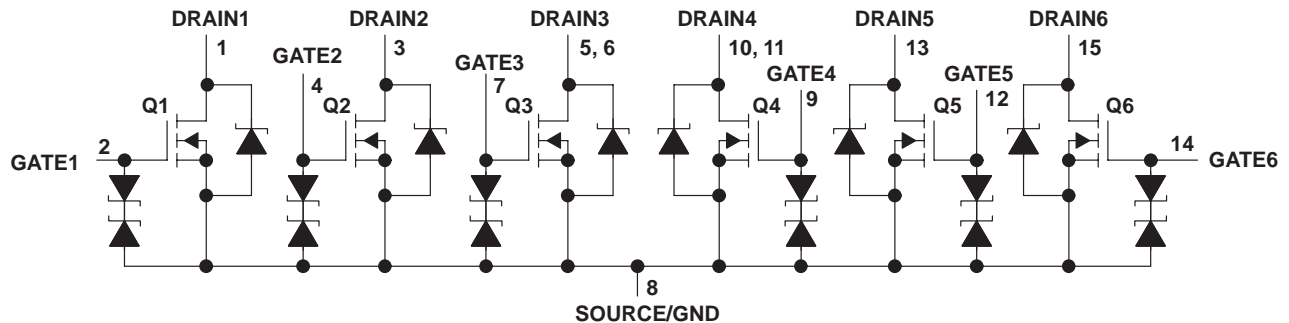 DRAIN1 DRAIN2 DRAIN3 DRAIN4 DRAIN5 DRAIN6
1 3 5, 6 10, 11 13 15
GATE2 GATE3 GATE4 GATE5
4 7 9 12
Q1 Q2 Q3 Q4 Q5 Q6
2 14
GATE1 GATE6
8
SOURCE/GND